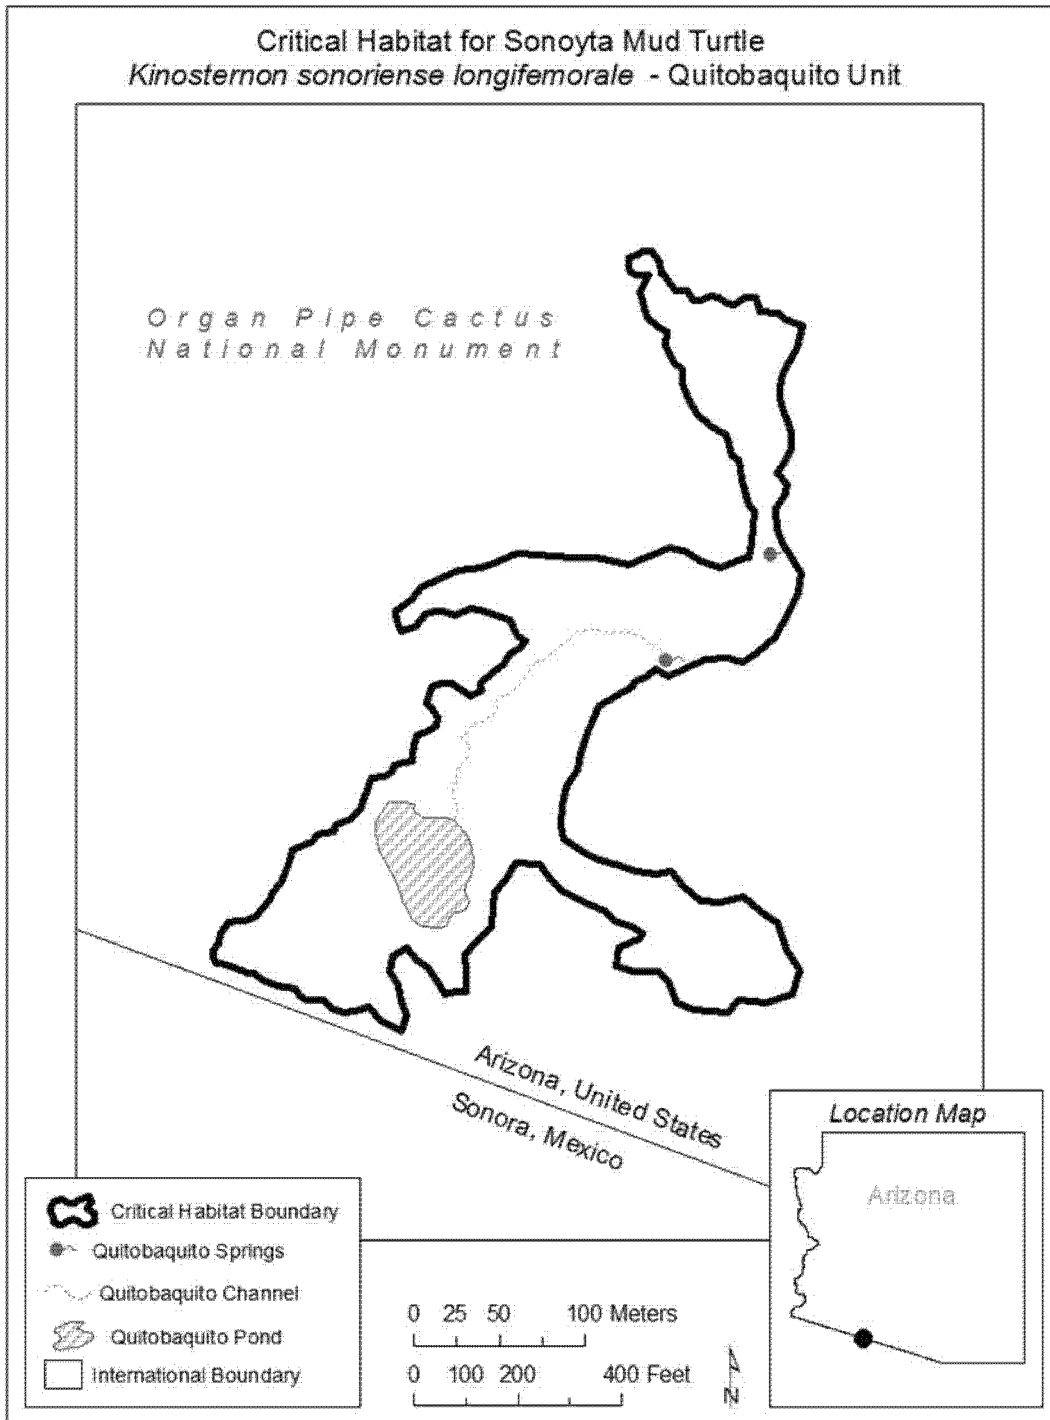 Critical Habitat for Sonoyta Mud Turtle
Kinosternon sonoriense longifemorale - Quitobaquito Unit
Organ Pipe Cactus
National Monument
Arizona, United States
Sonora, Mexico
Location Map
Arizona
Critical Habitat Boundary
Quitobaquito Springs
Quitobaquito Channel
Quitobaquito Pond
International Boundary
0 25 50 100 Meters
0 100 200 400 Feet
N